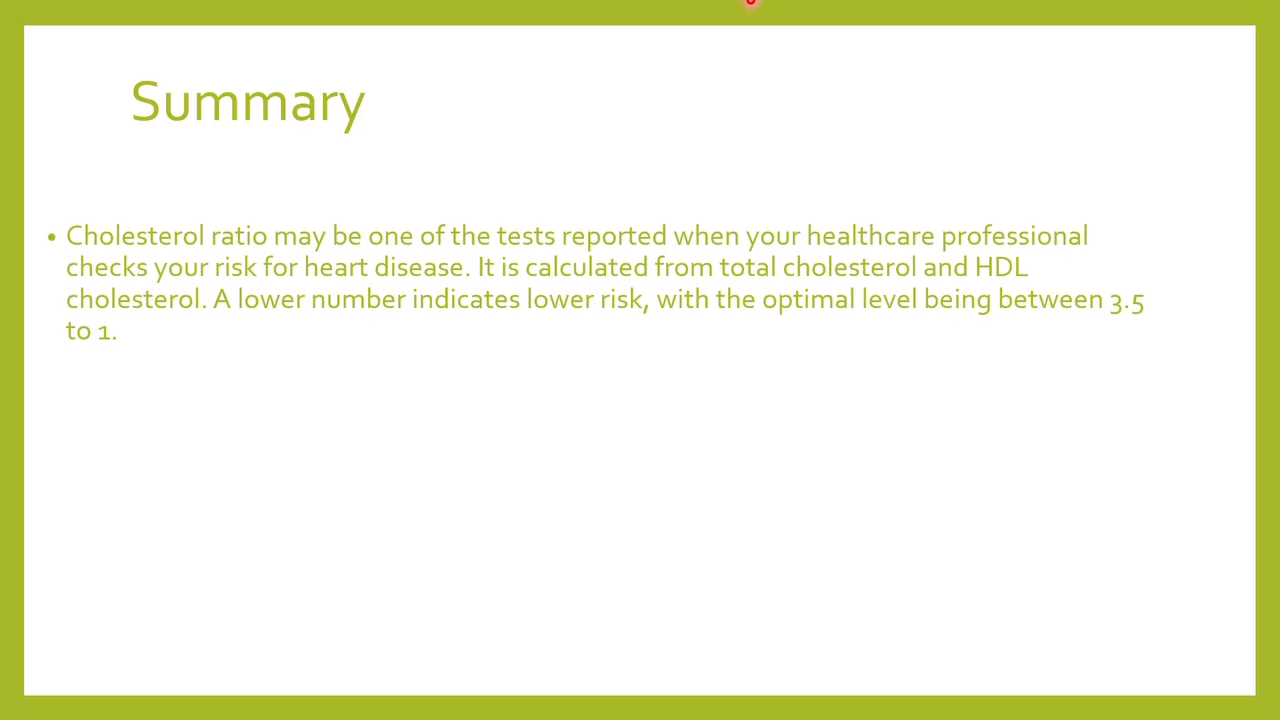 Summary
• Cholesterol ratio may be one of the tests reported when your healthcare professional
checks your risk for heart disease. It is calculated from total cholesterol and HDL
cholesterol. A lower number indicates lower risk, with the optimal level being between 3.5
to 1.